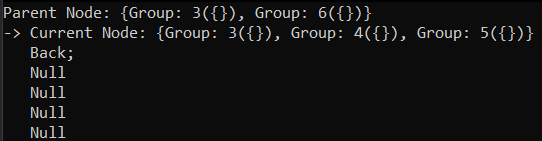 Parent Node: {Group: 3({}), Group: 6({})}
-> Current Node: {Group: 3({}), Group: 4({}), Group: 5({})}
Back;
Null
Null
Null
Null